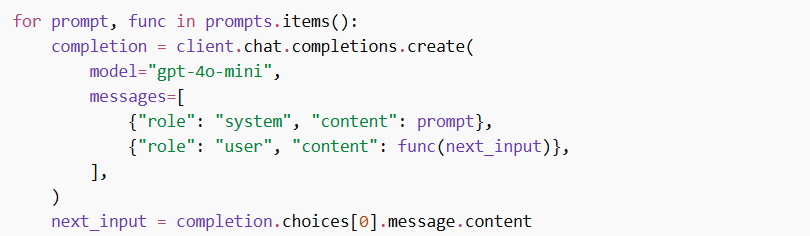 for prompt, func in prompts.items():
    completion = client.chat.completions.create(
        model="gpt-4o-mini",
        messages=[
            {"role": "system", "content": prompt},
            {"role": "user", "content": func(next_input)},
        ],
    )
    next_input = completion.choices[0].message.content